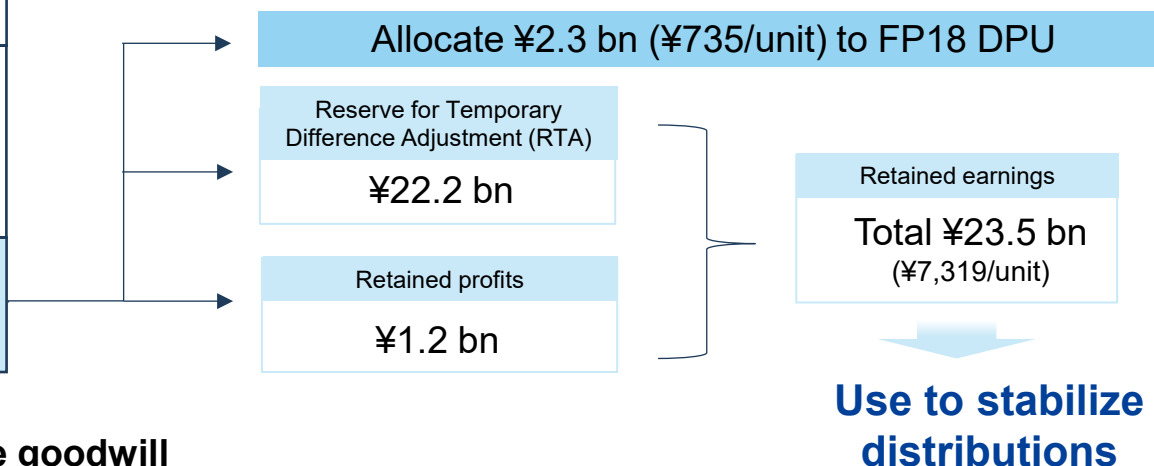 Allocate ¥2.3 bn (¥735/unit) to FP18 DPU
Reserve for Temporary
Difference Adjustment (RTA)
¥22.2 bn
Retained profits
¥1.2 bn
Retained earnings
Total ¥23.5 bn
(¥7,319/unit)
Use to stabilize
distributions
goodwill